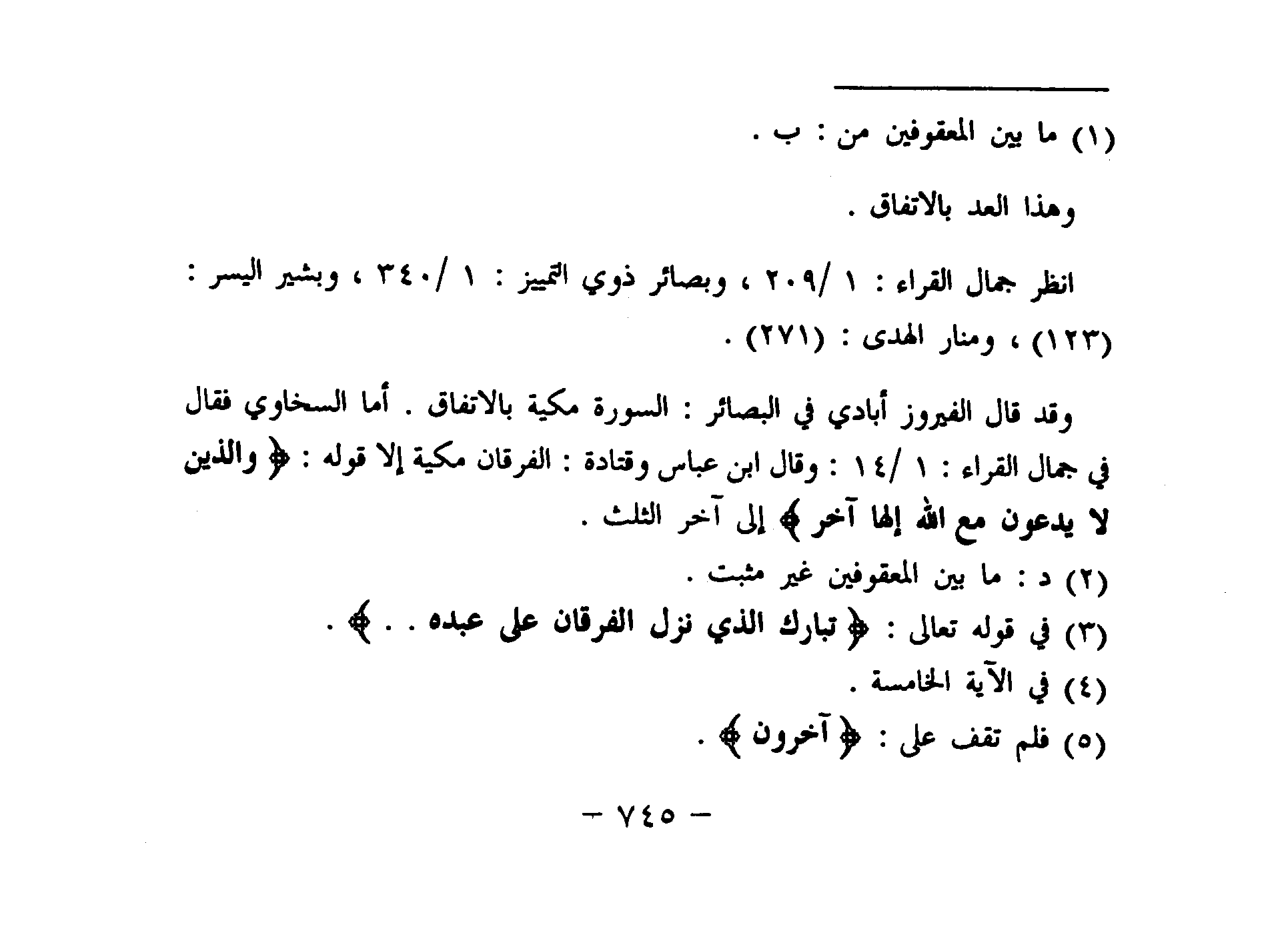 (١) ما بين المعقوفين من : ب .
وهذا العد بالاتفاق .
انظر جمال القراء : ١ /٢٠٩ ، وبصائر ذوي التمييز : ١ /٣٤٠ ، وبشير اليسر :
(١٢٣) ، ومنار الهدى : (٢٧١) .
وقد قال الفيروز أبادي في البصائر : السورة مكية بالاتفاق . أما السخاوي فقال
في جمال القراء : ١ /١٤ : وقال ابن عباس وقتادة : الفرقان مكية إلا قوله : ﴿ والذين
لا يدعون مع الله إلها آخر ﴾ إلى آخر الثلث .
(٢) د : ما بين المعقوفين غير مثبت .
(٣) في قوله تعالى : ﴿ تبارك الذي نزل الفرقان على عبده . . ﴾ .
(٤) في الآية الخامسة .
(٥) فلم تقف على : ﴿ آخرون ﴾ .
– ٧٤٥ –